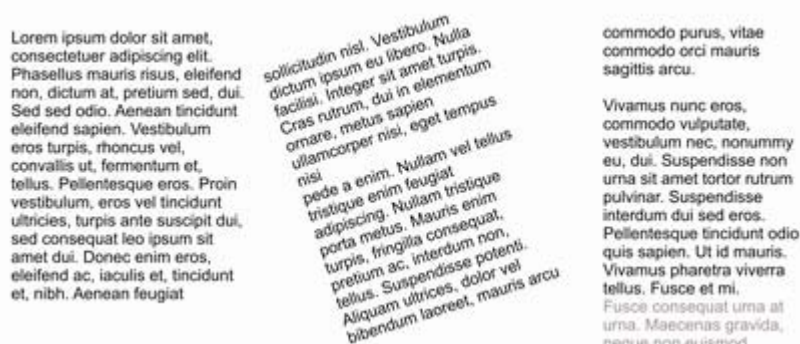 Lorem ipsum dolor sit amet,
consectetuer adipiscing elit.
Phasellus mauris risus, eleifend
non, dictum at, pretium sed, dui.
Sed sed odio. Aenean tincidunt
eleifend sapien. Vestibulum
eros turpis, rhoncus vel,
convallis ut, fermentum et,
tellus. Pellentesque eros. Proin
vestibulum, eros vel tincidunt
ultricies, turpis ante suscipit dui,
sed consequat leo ipsum sit
amet dui. Donec enim eros,
eleifend ac, iaculis et, tincidunt
et, nibh. Aenean feugiat
sollicitudin nisl. Vestibulum
dictum ipsum eu libero. Nulla
facilisi. Integer sit amet turpis.
Cras rutrum, dui in elementum
ornare, metus sapien
ullamcorper nisi, eget tempus
nisi
pede a enim. Nullam vel tellus
tristique enim feugiat
adipiscing. Nullam tristique
porta metus. Mauris enim
turpis, fringilla consequat,
pretium ac, interdum non,
tellus. Suspendisse potenti.
Aliquam ultrices, dolor vel
bibendum laoreet, mauris arcu
commodo purus, vitae
commodo orci mauris
sagittis arcu.
Vivamus nunc eros,
commodo vulputate,
vestibulum nec, nonummy
eu, dui. Suspendisse non
urna sit amet tortor rutrum
pulvinar. Suspendisse
interdum dui sed eros.
Pellentesque tincidunt odio
quis sapien. Ut id mauris.
Vivamus pharetra viverra
tellus. Fusce et mi.
Fusce consequat urna at
urna. Maecenas gravida,
neque non euismod